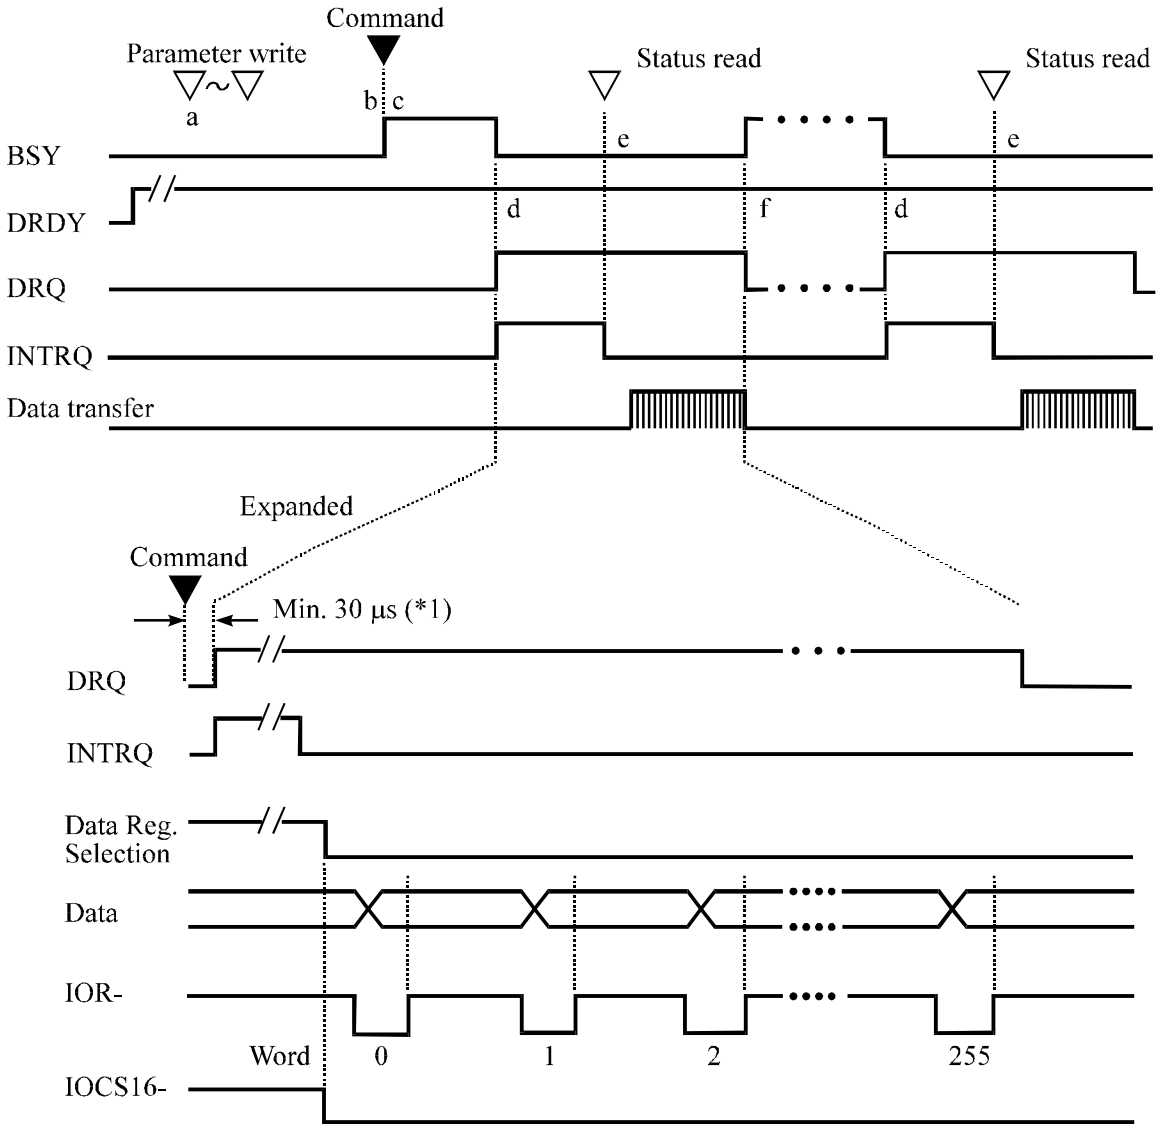 Command
Parameter write
Status read
Status read
a
b
c
BSY
e
e
DRDY
d
f
d
DRQ
INTRQ
Data transfer
Expanded
Command
Min. 30 μs (*1)
DRQ
INTRQ
Data Reg.
Selection
Data
IOR-
Word 0 1 2 255
IOCS16-